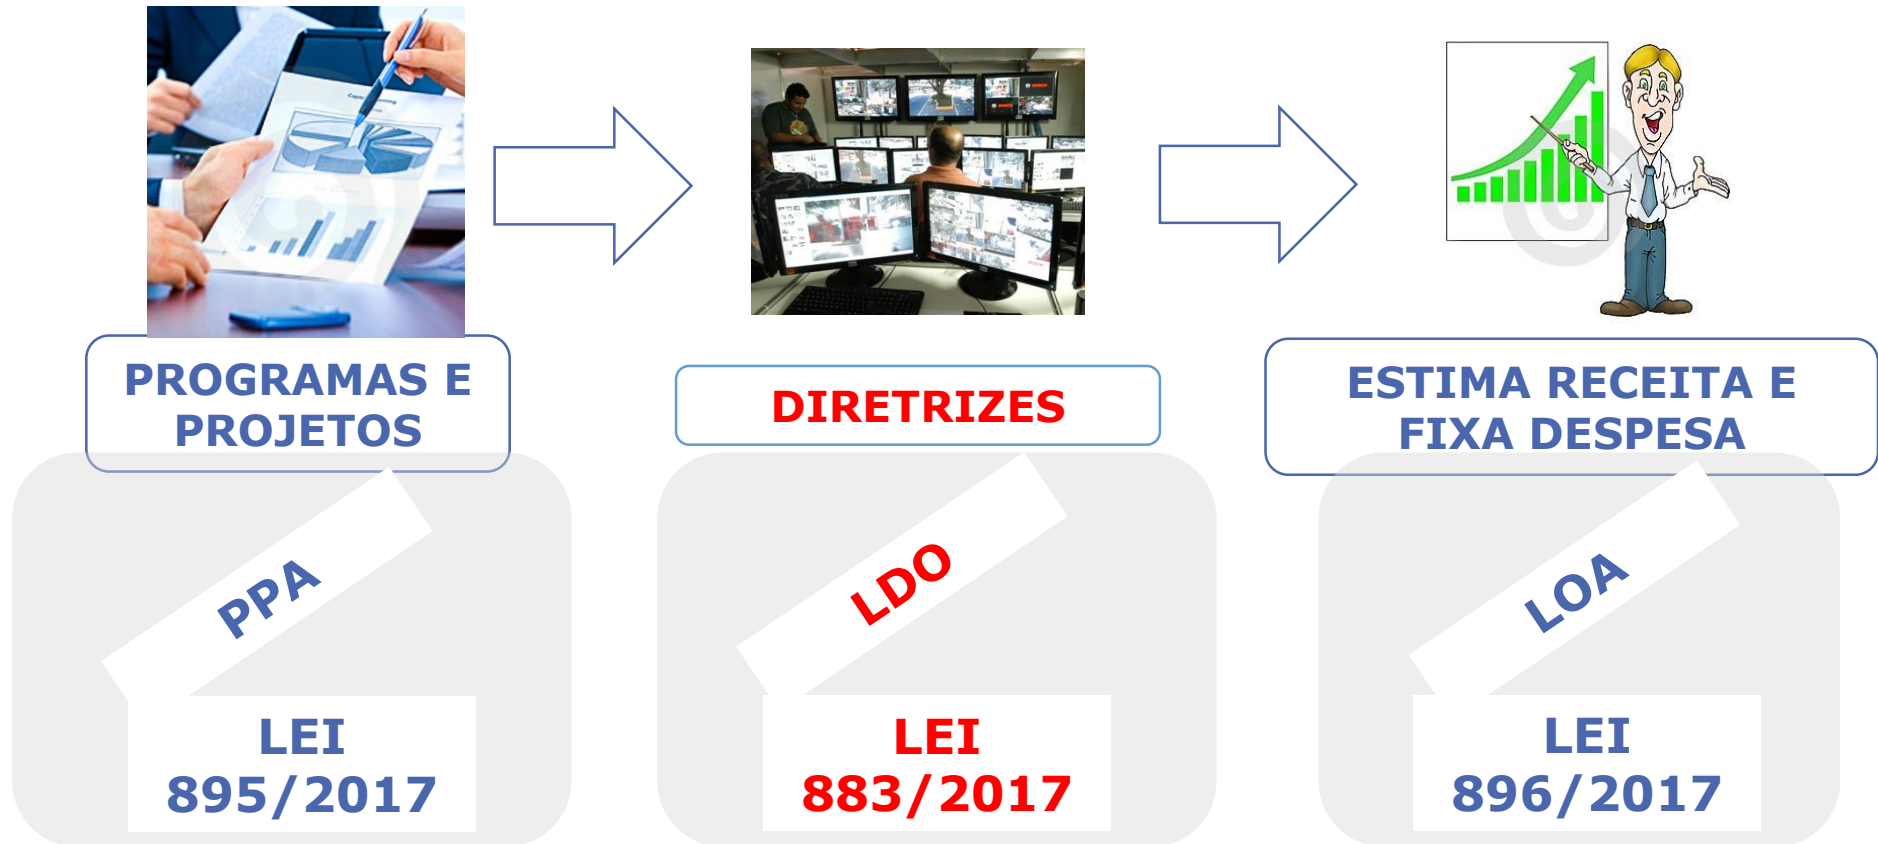 PROGRAMAS E
PROJETOS
DIRETRIZES
ESTIMA RECEITA E
FIXA DESPESA
PPA
LDO
LOA
LEI
895/2017
LEI
883/2017
LEI
896/2017